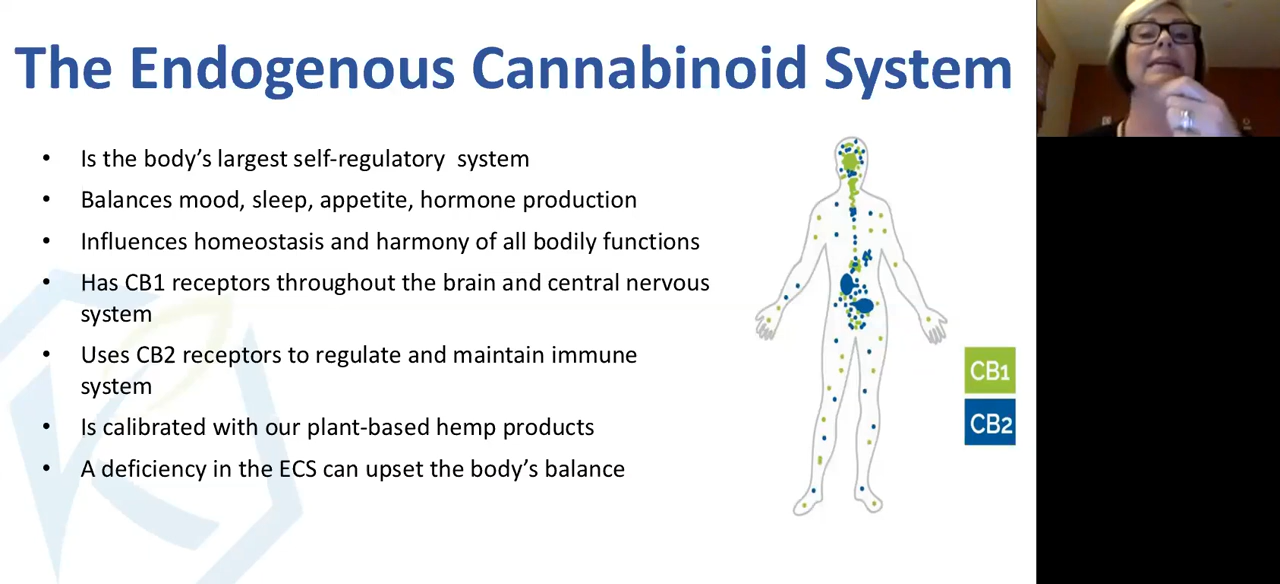 The Endogenous Cannabinoid System
• Is the body's largest self-regulatory  system
• Balances mood, sleep, appetite, hormone production
• Influences homeostasis and harmony of all bodily functions
• Has CB1 receptors throughout the brain and central nervous
system
• Uses CB2 receptors to regulate and maintain immune
system
• Is calibrated with our plant-based hemp products
• A deficiency in the ECS can upset the body's balance
CB1
CB2